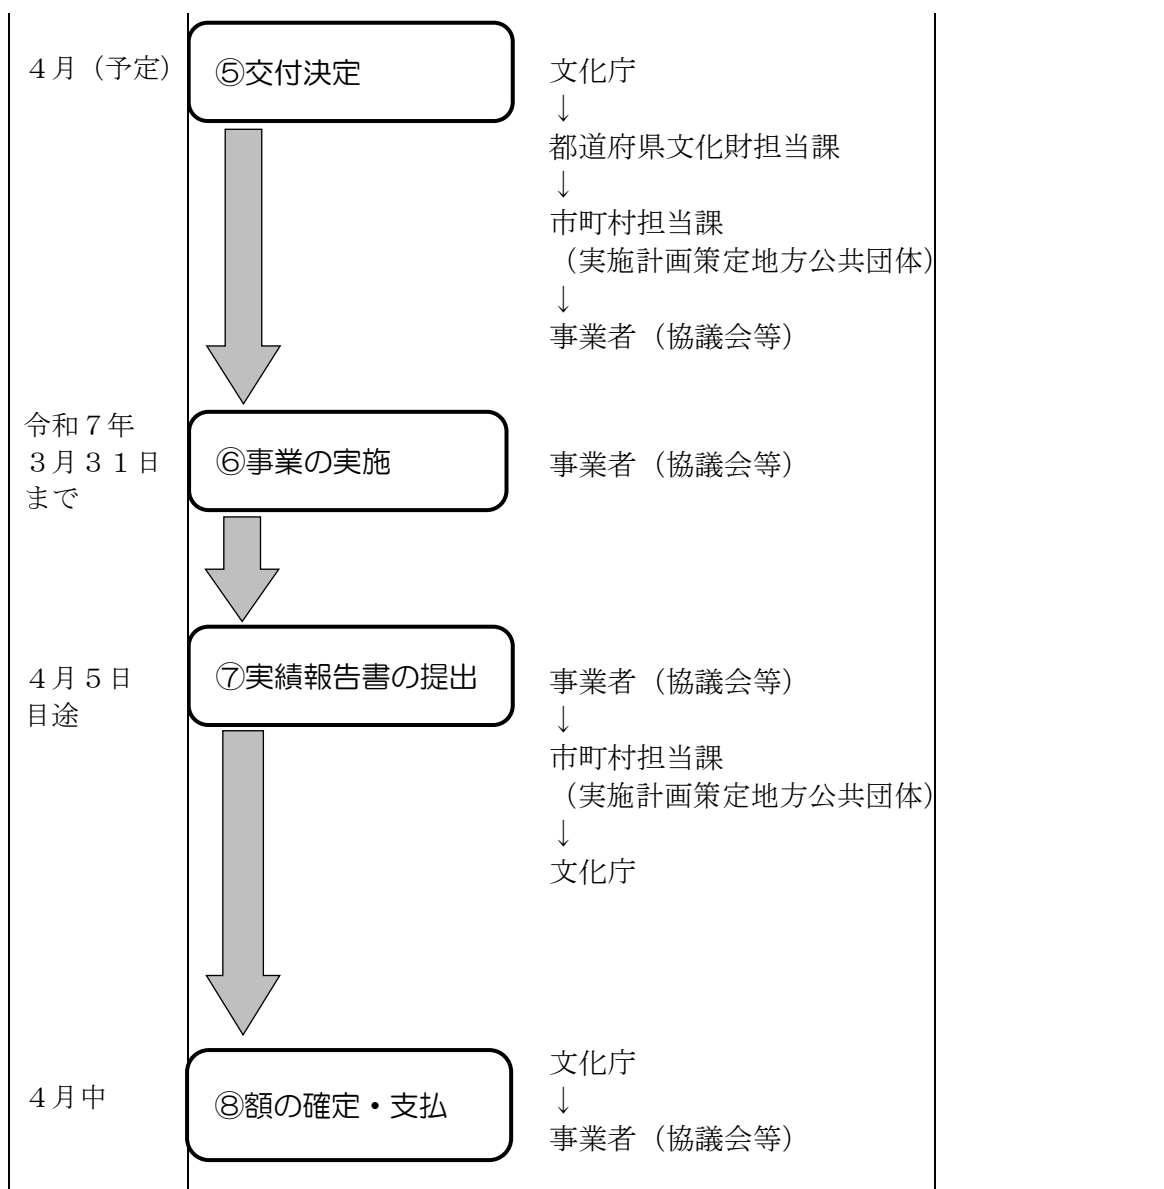 ４月（予定）
⑤交付決定
文化庁
↓
都道府県文化財担当課
↓
市町村担当課
（実施計画策定地方公共団体）
↓
事業者（協議会等）
令和７年
３月３１日
まで
⑥事業の実施
事業者（協議会等）
４月５日
目途
⑦実績報告書の提出
事業者（協議会等）
↓
市町村担当課
（実施計画策定地方公共団体）
↓
文化庁
４月中
⑧額の確定・支払
文化庁
↓
事業者（協議会等）